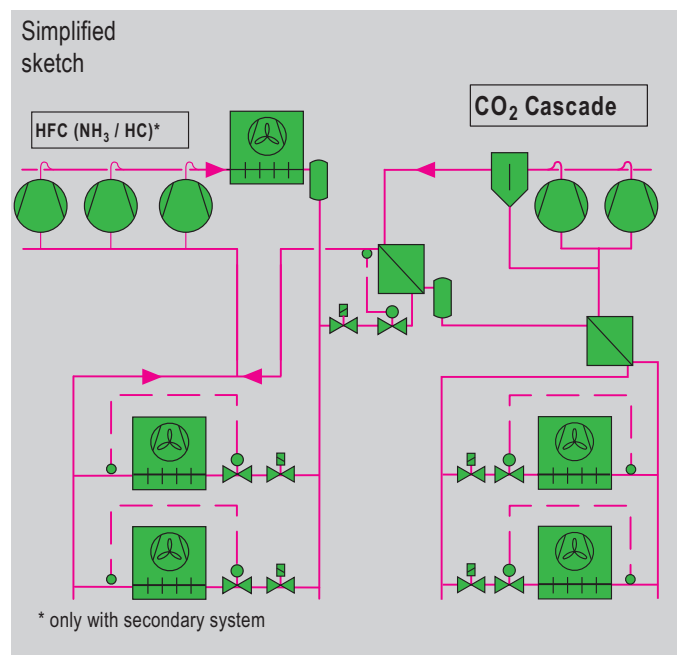 Simplified
sketch
HFC (NH₃ / HC)*
CO₂ Cascade
* only with secondary system